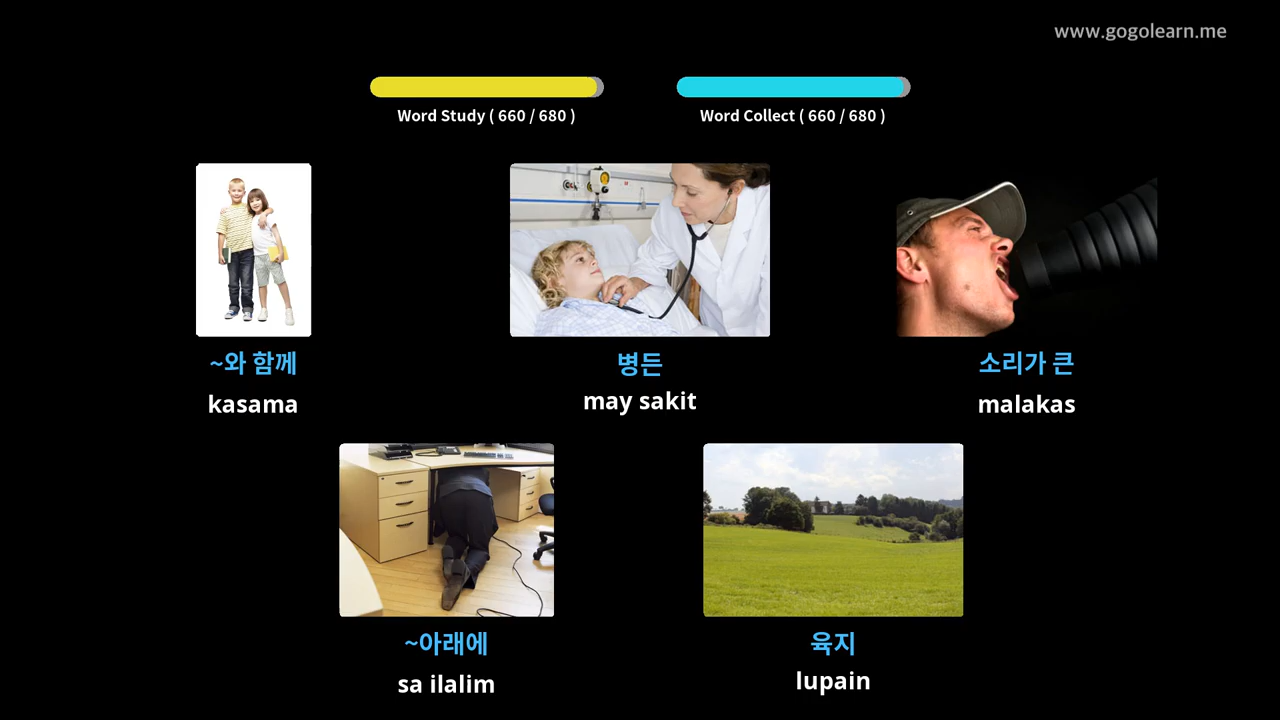 www.gogolearn.me
Word Study ( 660 / 680 )
Word Collect ( 660 / 680 )
~와 함께
kasama
병든
may sakit
소리가 큰
malakas
~아래에
sa ilalim
육지
lupain